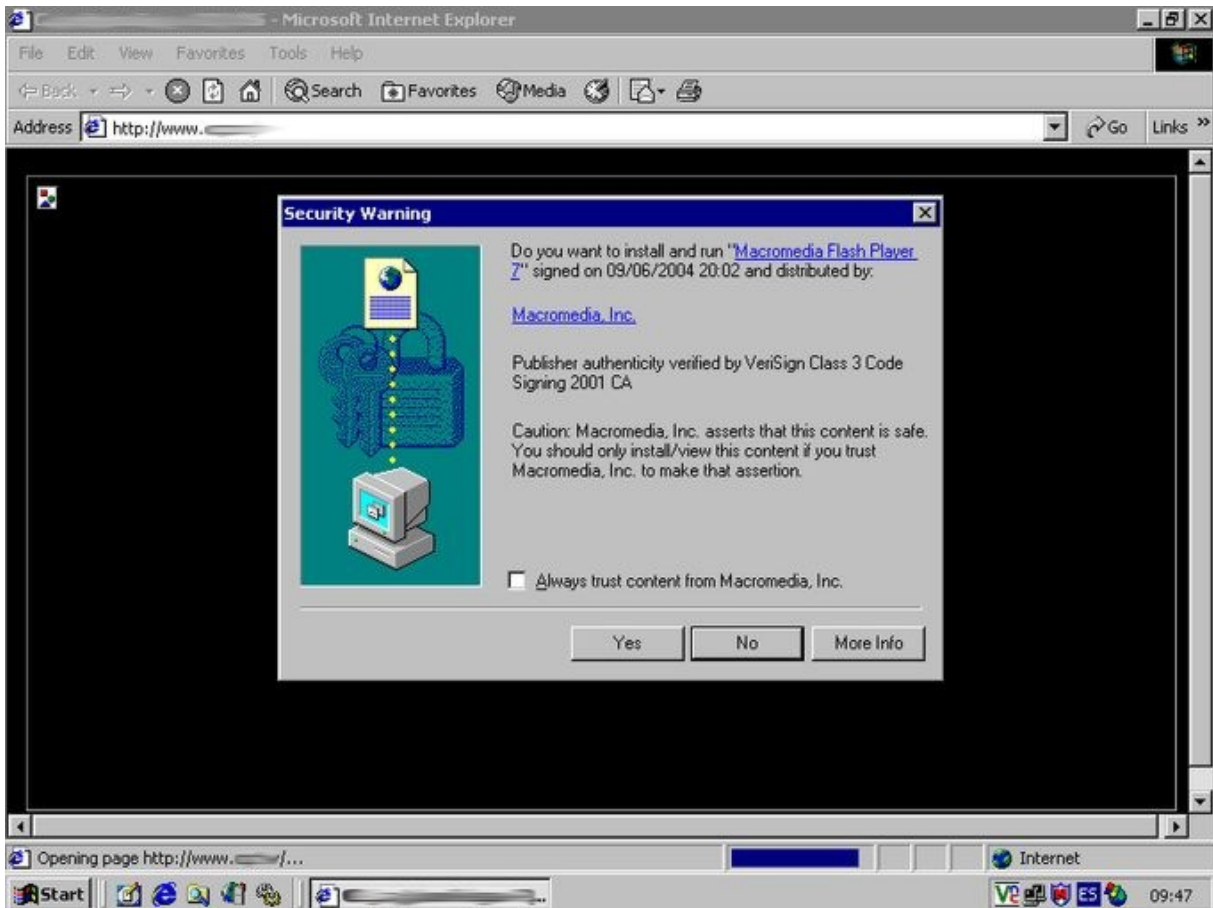 - Microsoft Internet Explorer
File Edit View Favorites Tools Help
Back Search Favorites Media
Address http://www. Go Links »
Security Warning
Do you want to install and run "Macromedia Flash Player
7" signed on 09/06/2004 20:02 and distributed by:
Macromedia, Inc.
Publisher authenticity verified by VeriSign Class 3 Code
Signing 2001 CA
Caution: Macromedia, Inc. asserts that this content is safe.
You should only install/view this content if you trust
Macromedia, Inc. to make that assertion.
Always trust content from Macromedia, Inc.
Yes No More Info
Opening page http://www. /... Internet
Start ... VC ES 09:47